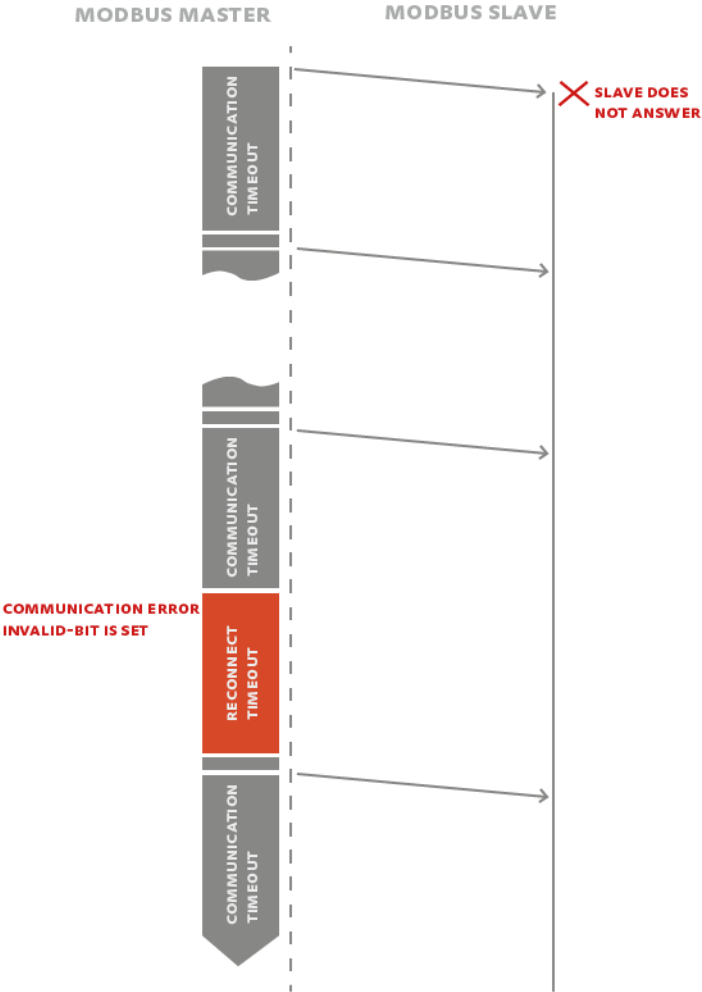 MODBUS MASTER
MODBUS SLAVE
COMMUNICATION
TIMEOUT
SLAVE DOES
NOT ANSWER
COMMUNICATION
TIMEOUT
COMMUNICATION ERROR
INVALID-BIT IS SET
RECONNECT
TIMEOUT
COMMUNICATION
TIMEOUT